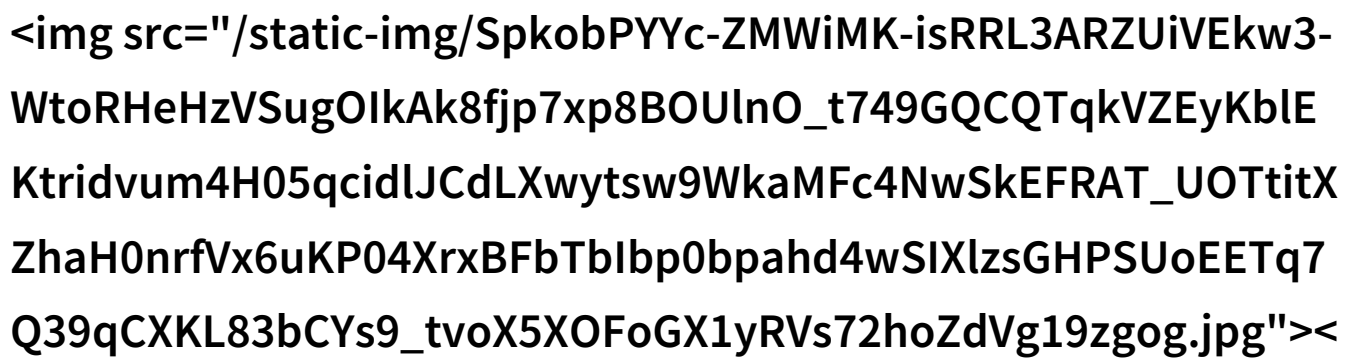 <img src="/static-img/SpkobPYYc-ZMWiMK-isRRL3ARZUiVEkw3-
WtoRHeHzVSugOIkAk8fjp7xp8BOUlnO_t749GQCQTqkVZEyKblE
Ktridvum4H05qcidlJCdLXwytsw9WkaMFc4NwSkEFRAT_UOTtitX
ZhaH0nrfVx6uKP04XrxBFbTbIbp0bpahd4wSIXlzsGHPSUoEETq7
Q39qCXKL83bCYs9_tvoX5XOFoGX1yRVs72hoZdVg19zgog.jpg"><